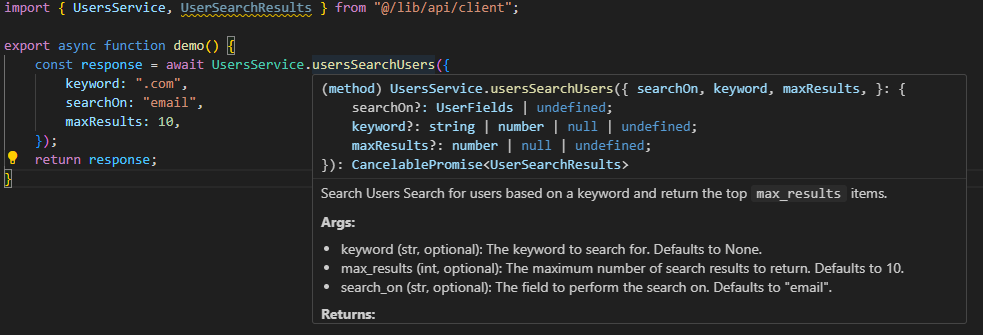 import { UsersService, UserSearchResults } from "@/lib/api/client";
export async function demo() {
const response = await UsersService.usersSearchUsers({
keyword: ".com",
searchOn: "email",
maxResults: 10,
});
return response;
}
(method) UsersService.usersSearchUsers({ searchOn, keyword, maxResults, }: {
searchOn?: UserFields | undefined;
keyword?: string | number | null | undefined;
maxResults?: number | null | undefined;
}): CancelablePromise<UserSearchResults>
Search Users Search for users based on a keyword and return the top max_results items.
Args:
• keyword (str, optional): The keyword to search for. Defaults to None.
• max_results (int, optional): The maximum number of search results to return. Defaults to 10.
• search_on (str, optional): The field to perform the search on. Defaults to "email".
Returns: